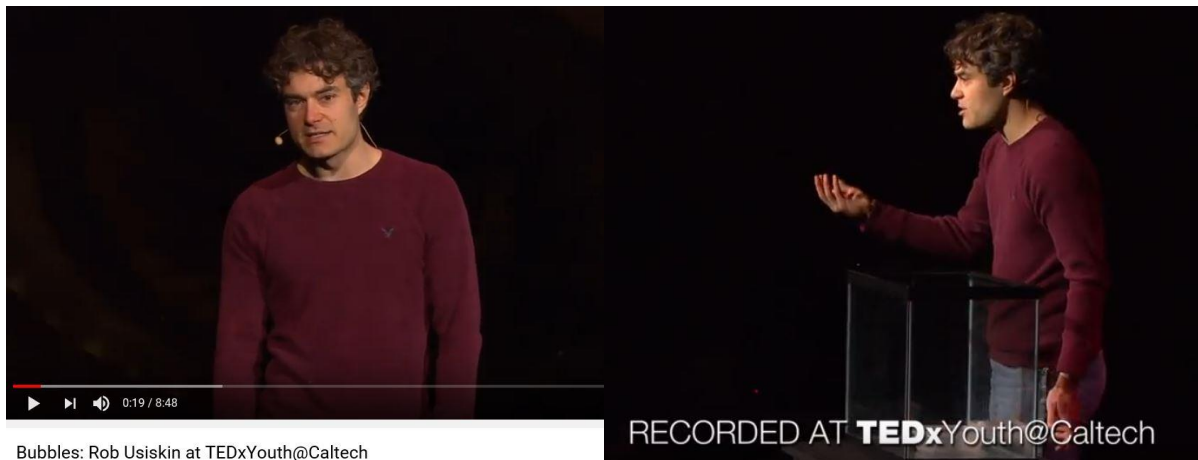 0:19 / 8:48
Bubbles: Rob Usiskin at TEDxYouth@Caltech
RECORDED AT TEDxYouth@Caltech